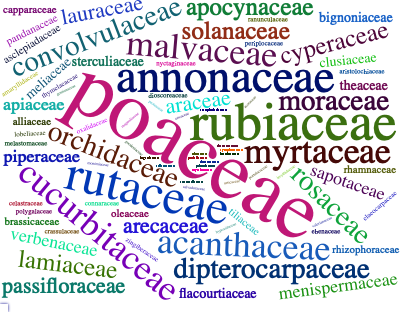 capparaceae
lauraceae
apocynaceae
ranunculaceae
bignoniaceae
pandanaceae
asclepiadaceae
convolvulaceae
solanaceae
malvaceae
periplocaceae
cyperaceae
clusiaceae
sterculiaceae
nyctaginaceae
meliaceae
thymelaeaceae
annonaceae
aristolochiaceae
theaceae
amaryllidaceae
dioscoreaceae
apiaceae
araceae
moraceae
alliaceae
poaceae
rubiaceae
oxalidaceae
lobeliaceae
orchidaceae
melastomaceae
myrtaceae
piperaceae
rhamnaceae
sapotaceae
rutaceae
rosaceae
cucurbitaceae
celastraceae
connaraceae
polygalaceae
oleaceae
tiliaceae
elaeocarpaceae
brassicaceae
crassulaceae
arecaceae
ebenaceae
verbenaceae
zingiberaceae
acanthaceae
rhizophoraceae
lamiaceae
dipterocarpaceae
passifloraceae
flacourtiaceae
menispermaceae